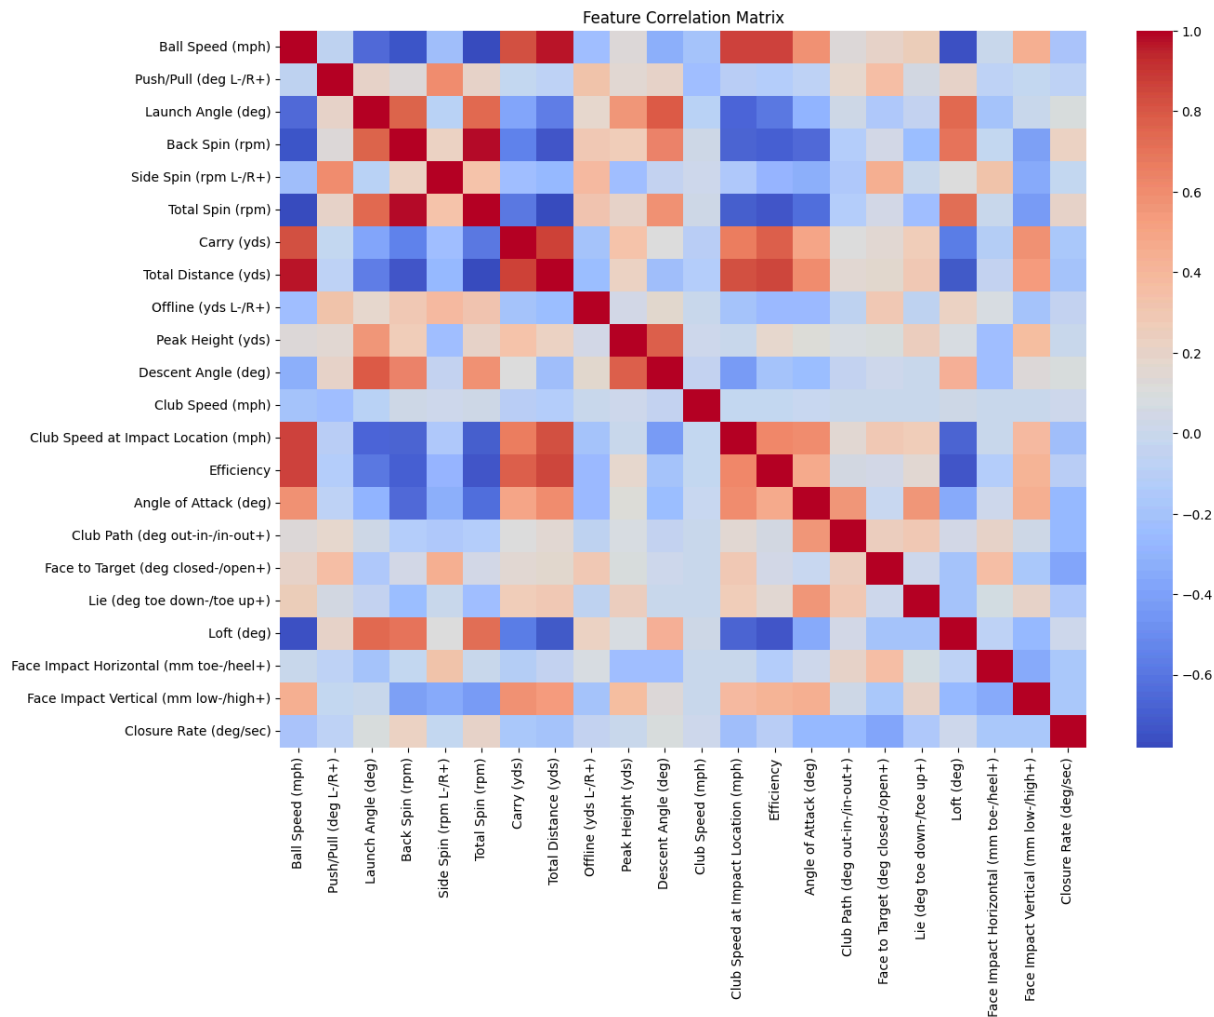 Feature Correlation Matrix
Ball Speed (mph)
Push/Pull (deg L-/R+)
Launch Angle (deg)
Back Spin (rpm)
Side Spin (rpm L-/R+)
Total Spin (rpm)
Carry (yds)
Total Distance (yds)
Offline (yds L-/R+)
Peak Height (yds)
Descent Angle (deg)
Club Speed (mph)
Club Speed at Impact Location (mph)
Efficiency
Angle of Attack (deg)
Club Path (deg out-in-/in-out+)
Face to Target (deg closed-/open+)
Lie (deg toe down-/toe up+)
Loft (deg)
Face Impact Horizontal (mm toe-/heel+)
Face Impact Vertical (mm low-/high+)
Closure Rate (deg/sec)
Ball Speed (mph)
Push/Pull (deg L-/R+)
Launch Angle (deg)
Back Spin (rpm)
Side Spin (rpm L-/R+)
Total Spin (rpm)
Carry (yds)
Total Distance (yds)
Offline (yds L-/R+)
Peak Height (yds)
Descent Angle (deg)
Club Speed (mph)
Club Speed at Impact Location (mph)
Efficiency
Angle of Attack (deg)
Club Path (deg out-in-/in-out+)
Face to Target (deg closed-/open+)
Lie (deg toe down-/toe up+)
Loft (deg)
Face Impact Horizontal (mm toe-/heel+)
Face Impact Vertical (mm low-/high+)
Closure Rate (deg/sec)
1.0
0.8
0.6
0.4
0.2
0.0
−0.2
−0.4
−0.6